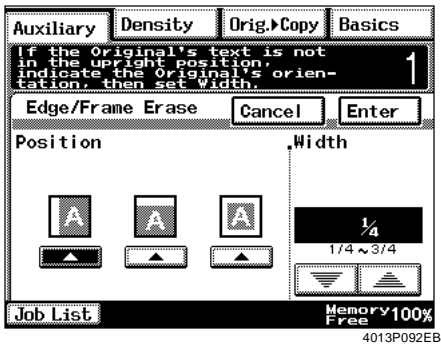 Auxiliary Density Orig.▸Copy Basics
If the Original's text is not
in the upright position,
indicate the Original's orien-
tation, then set Width.
1
Edge/Frame Erase Cancel Enter
Position Width
A A A
1/4
1/4~3/4
Job List Memory Free 100%
4013P092EB